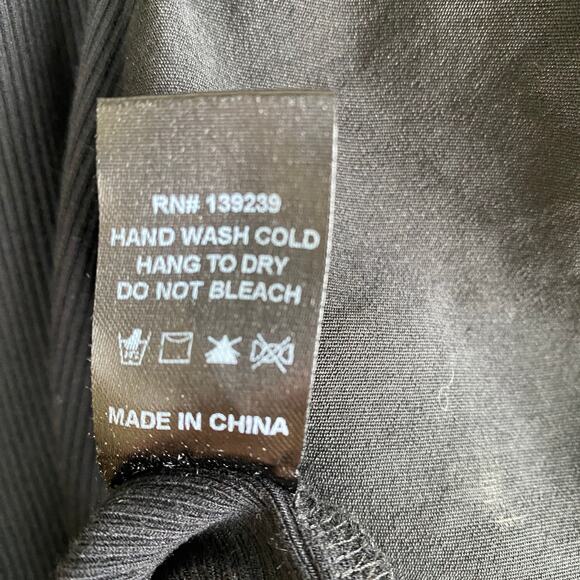 RN# 139239
HAND WASH COLD
HANG TO DRY
DO NOT BLEACH
MADE IN CHINA